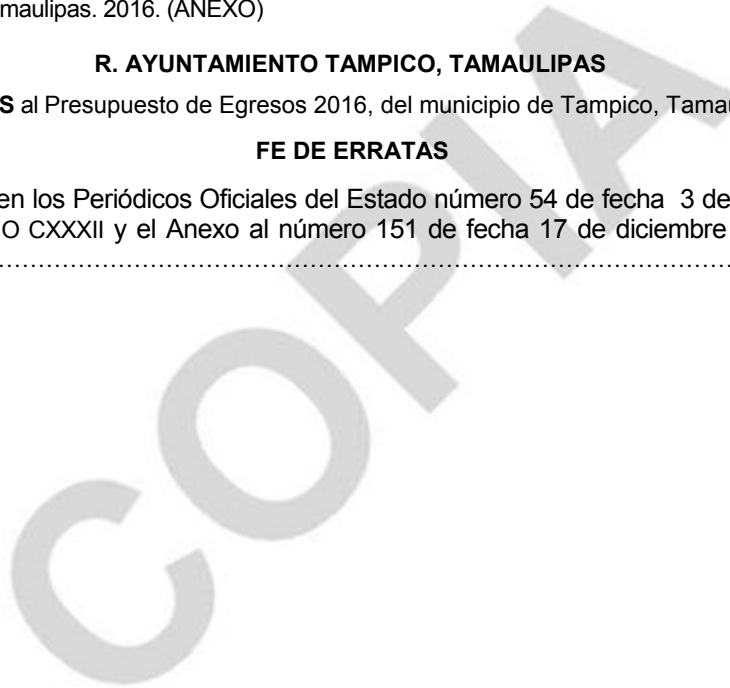 maulipas. 2016. (ANEXO)
R. AYUNTAMIENTO TAMPICO, TAMAULIPAS
S al Presupuesto de Egresos 2016, del municipio de Tampico, Tamau
FE DE ERRATAS
en los Periódicos Oficiales del Estado número 54 de fecha 3 de
O CXXXII y el Anexo al número 151 de fecha 17 de diciembre
........................................................................................................
COPIA